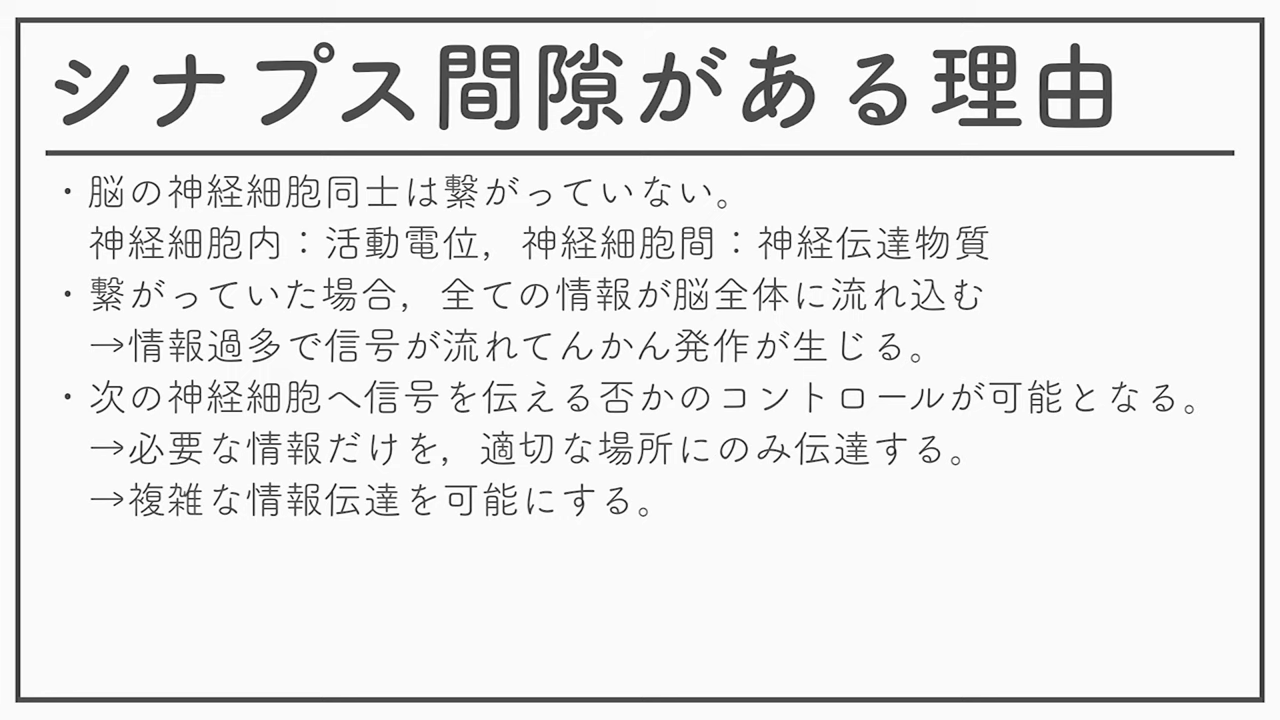 シナプス間隙がある理由
・脳の神経細胞同士は繋がっていない。
神経細胞内：活動電位，神経細胞間：神経伝達物質
・繋がっていた場合，全ての情報が脳全体に流れ込む
→情報過多で信号が流れてんかん発作が生じる。
・次の神経細胞へ信号を伝える否かのコントロールが可能となる。
→必要な情報だけを，適切な場所にのみ伝達する。
→複雑な情報伝達を可能にする。